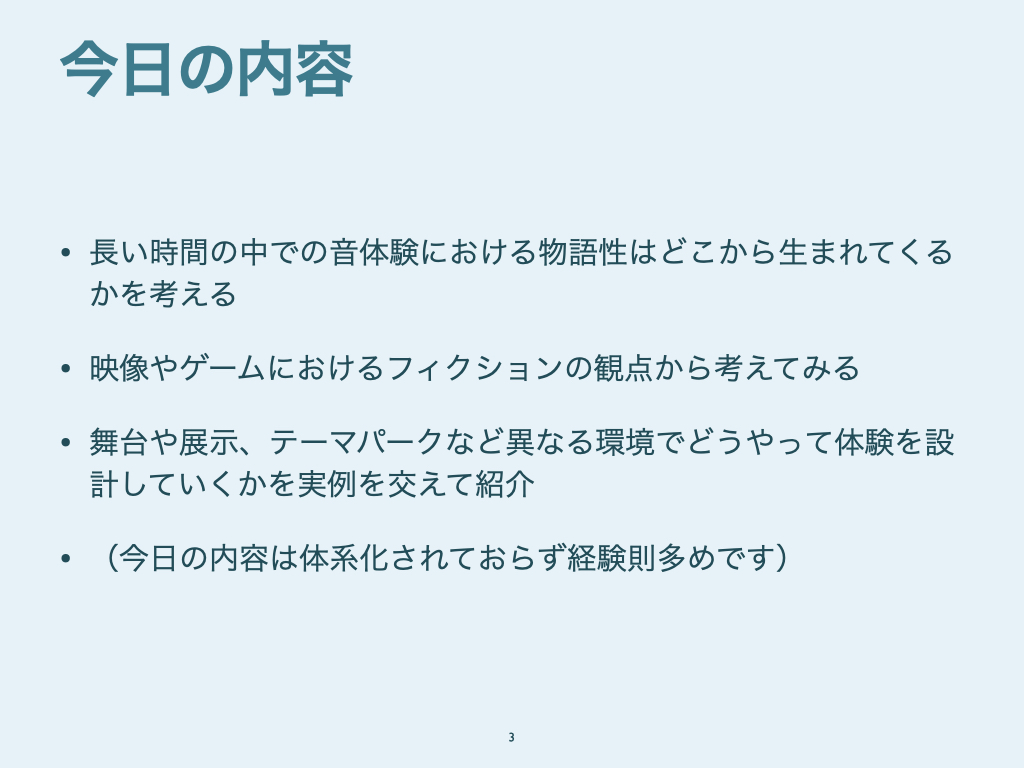 今日の内容
• 長い時間の中での音体験における物語性はどこから生まれてくる
かを考える
• 映像やゲームにおけるフィクションの観点から考えてみる
• 舞台や展示、テーマパークなど異なる環境でどうやって体験を設
計していくかを実例を交えて紹介
• （今日の内容は体系化されておらず経験則多めです）
3